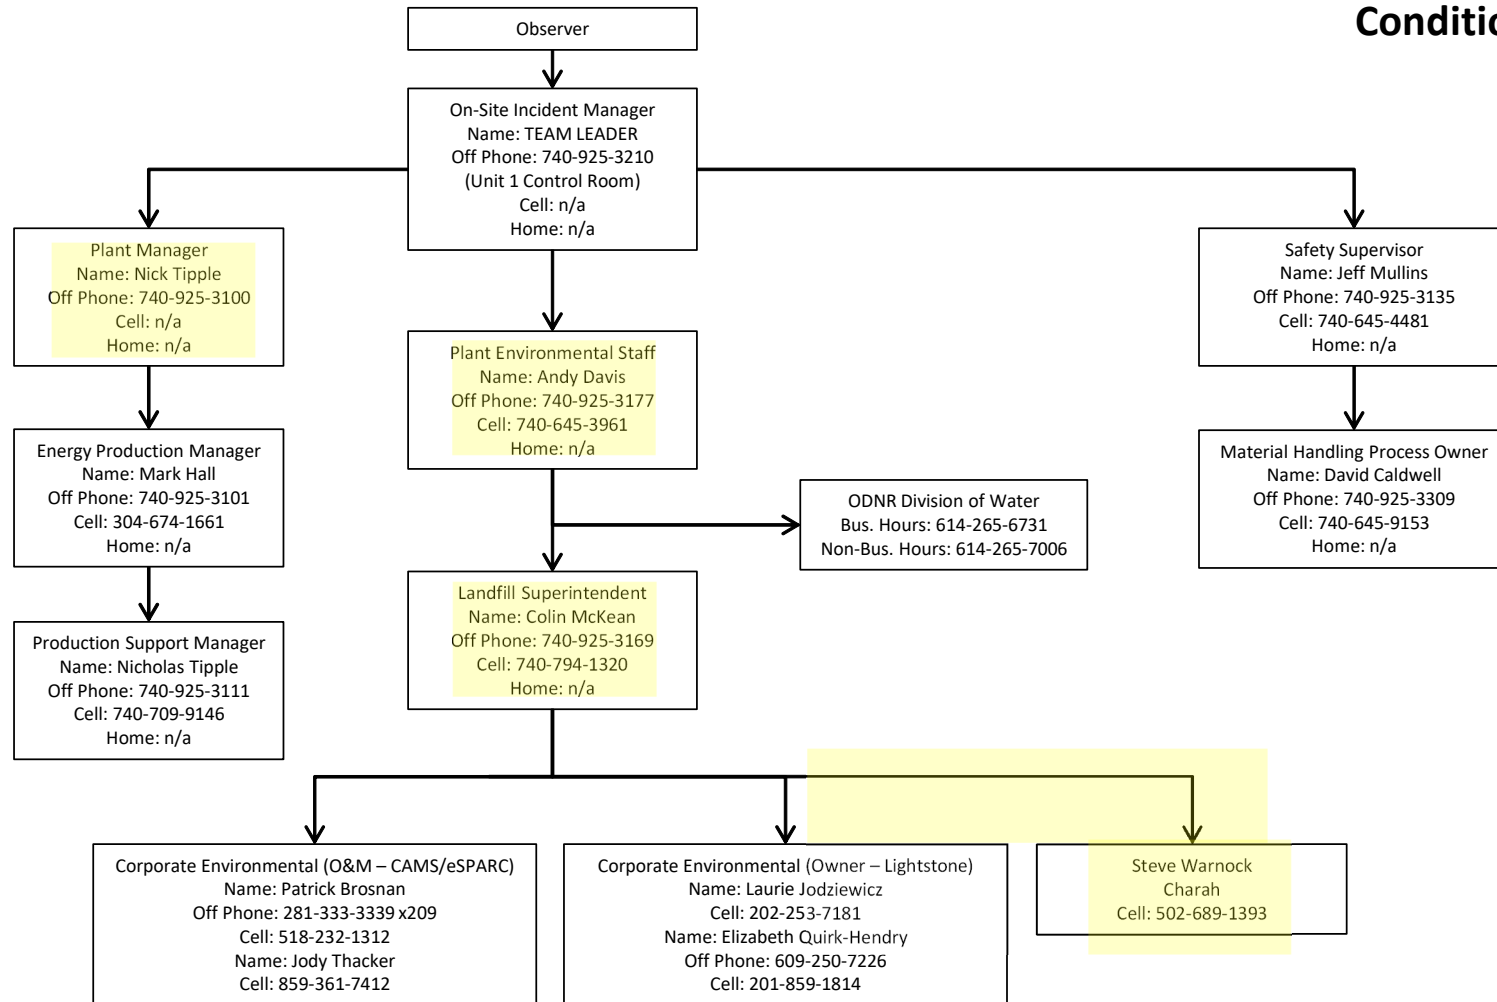 Conditio
Observer
On-Site Incident Manager
Name: TEAM LEADER
Off Phone: 740-925-3210
(Unit 1 Control Room)
Cell: n/a
Home: n/a
Plant Manager
Name: Nick Tipple
Off Phone: 740-925-3100
Cell: n/a
Home: n/a
Safety Supervisor
Name: Jeff Mullins
Off Phone: 740-925-3135
Cell: 740-645-4481
Home: n/a
Plant Environmental Staff
Name: Andy Davis
Off Phone: 740-925-3177
Cell: 740-645-3961
Home: n/a
Energy Production Manager
Name: Mark Hall
Off Phone: 740-925-3101
Cell: 304-674-1661
Home: n/a
Material Handling Process Owner
Name: David Caldwell
Off Phone: 740-925-3309
Cell: 740-645-9153
Home: n/a
ODNR Division of Water
Bus. Hours: 614-265-6731
Non-Bus. Hours: 614-265-7006
Landfill Superintendent
Name: Colin McKean
Off Phone: 740-925-3169
Cell: 740-794-1320
Home: n/a
Production Support Manager
Name: Nicholas Tipple
Off Phone: 740-925-3111
Cell: 740-709-9146
Home: n/a
Corporate Environmental (O&M – CAMS/eSPARC)
Name: Patrick Brosnan
Off Phone: 281-333-3339 x209
Cell: 518-232-1312
Name: Jody Thacker
Cell: 859-361-7412
Corporate Environmental (Owner – Lightstone)
Name: Laurie Jodziewicz
Cell: 202-253-7181
Name: Elizabeth Quirk-Hendry
Off Phone: 609-250-7226
Cell: 201-859-1814
Steve Warnock
Charah
Cell: 502-689-1393